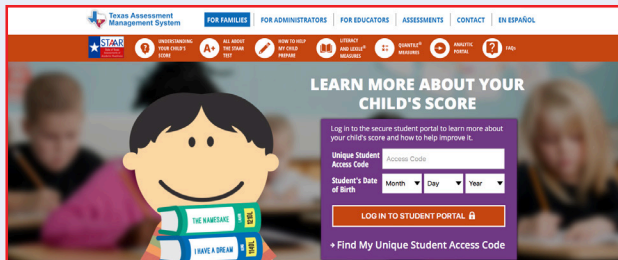 Texas Assessment
Management System
FOR FAMILIES
FOR ADMINISTRATORS
FOR EDUCATORS
ASSESSMENTS
CONTACT
EN ESPAÑOL
STAAR
UNDERSTANDING
YOUR CHILD'S
SCORE
A+
ALL ABOUT
THE STAAR
TEST
HOW TO HELP
MY CHILD
PREPARE
LITERACY
AND LEXILE®
MEASURES
QUANTILE®
MEASURES
ANALYTIC
PORTAL
FAQs
LEARN MORE ABOUT YOUR
CHILD'S SCORE
Log in to the secure student portal to learn more about
your child's score and how to help improve it.
Unique Student
Access Code
Access Code
Student's Date
of Birth
Month
Day
Year
LOG IN TO STUDENT PORTAL
Find My Unique Student Access Code
THE NAMESAKE
1210L
I HAVE A DREAM
1140L